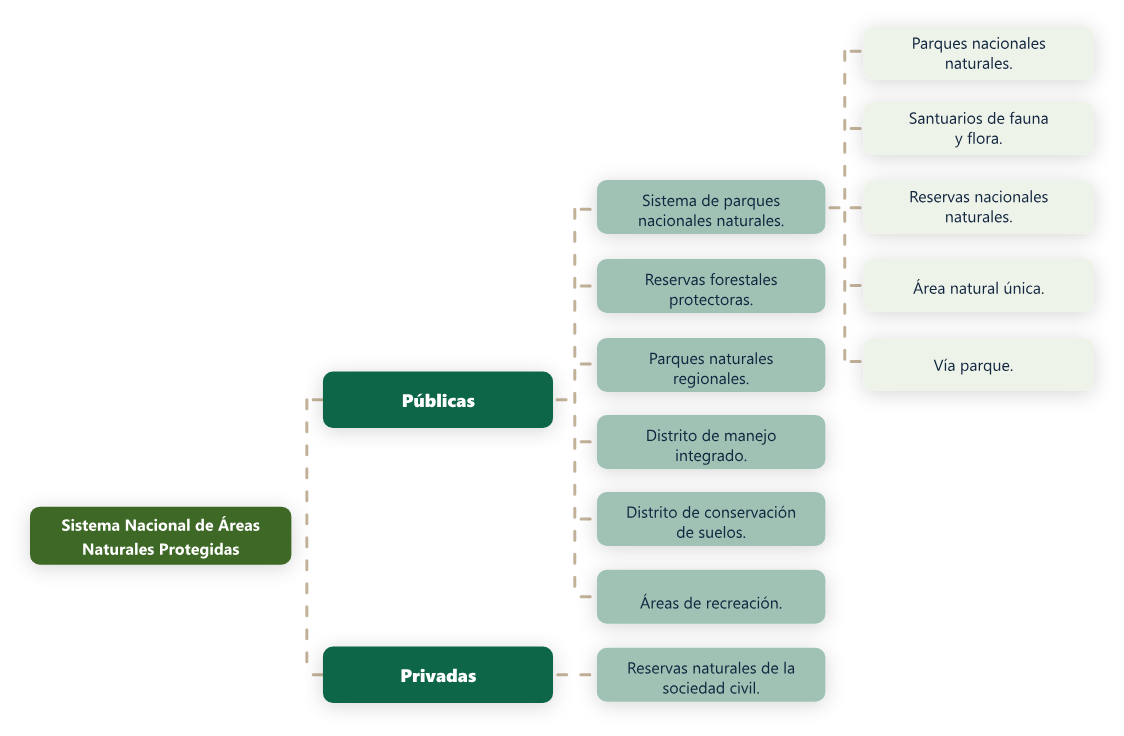 Sistema Nacional de Áreas
Naturales Protegidas
Públicas
Sistema de parques
nacionales naturales.
Parques nacionales
naturales.
Santuarios de fauna
y flora.
Reservas nacionales
naturales.
Área natural única.
Vía parque.
Reservas forestales
protectoras.
Parques naturales
regionales.
Distrito de manejo
integrado.
Distrito de conservación
de suelos.
Áreas de recreación.
Privadas
Reservas naturales de la
sociedad civil.